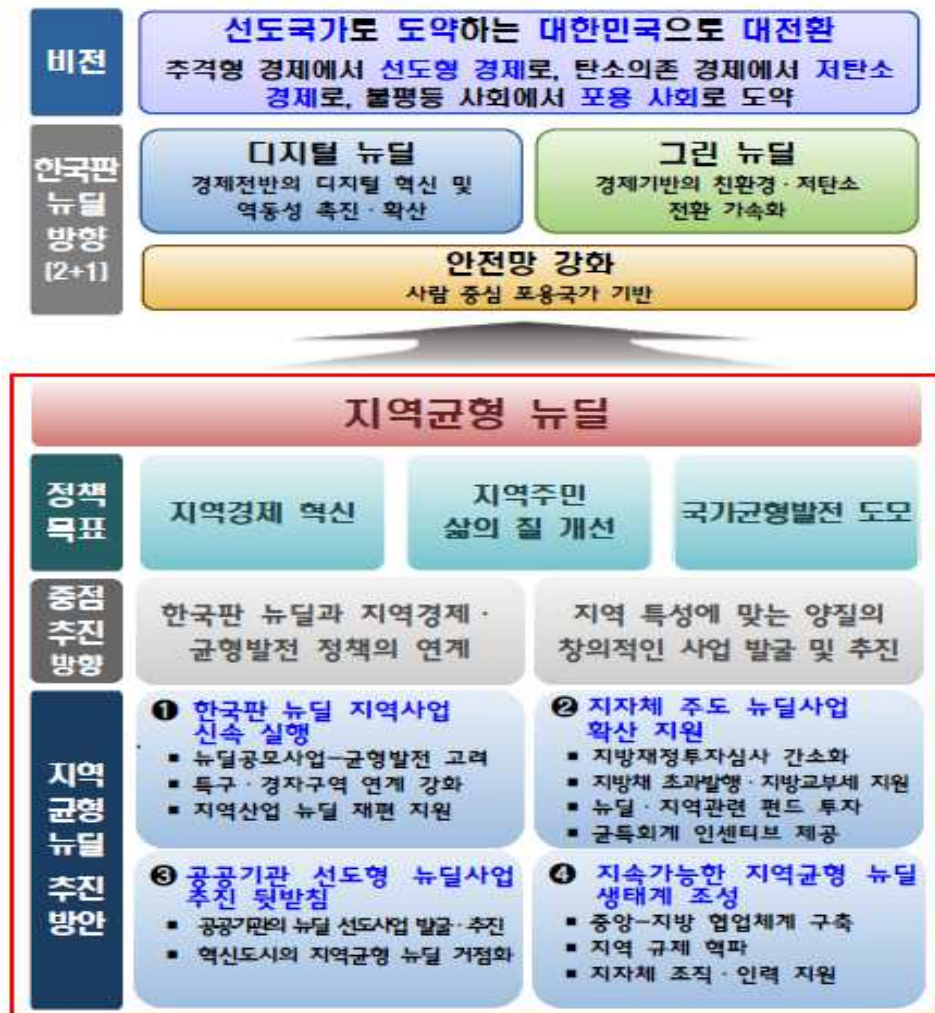 비전
선도국가로 도약하는 대한민국으로 대전환
추격형 경제에서 선도형 경제로, 탄소의존 경제에서 저탄소
경제로, 불평등 사회에서 포용 사회로 도약
한국판
뉴딜
방향
(2+1)
디지털 뉴딜
경제전반의 디지털 혁신 및
역동성 촉진·확산
그린 뉴딜
경제기반의 친환경·저탄소
전환 가속화
안전망 강화
사람 중심 포용국가 기반
지역균형 뉴딜
정책
목표
지역경제 혁신
지역주민
삶의 질 개선
국가균형발전 도모
중점
추진
방향
한국판 뉴딜과 지역경제·
균형발전 정책의 연계
지역 특성에 맞는 양질의
창의적인 사업 발굴 및 추진
지역
균형
뉴딜
추진
방안
❶ 한국판 뉴딜 지역사업
신속 실행
▪ 뉴딜공모사업-균형발전 고려
▪ 특구·경자구역 연계 강화
▪ 지역산업 뉴딜 재편 지원
❷ 지자체 주도 뉴딜사업
확산 지원
▪ 지방재정투자심사 간소화
▪ 지방채 초과발행·지방교부세 지원
▪ 뉴딜·지역관련 펀드 투자
▪ 균특회계 인센티브 제공
❸ 공공기관 선도형 뉴딜사업
추진 뒷받침
▪ 공공기관의 뉴딜 선도사업 발굴·추진
▪ 혁신도시의 지역균형 뉴딜 거점화
❹ 지속가능한 지역균형 뉴딜
생태계 조성
▪ 중앙-지방 협업체계 구축
▪ 지역 규제 혁파
▪ 지자체 조직·인력 지원